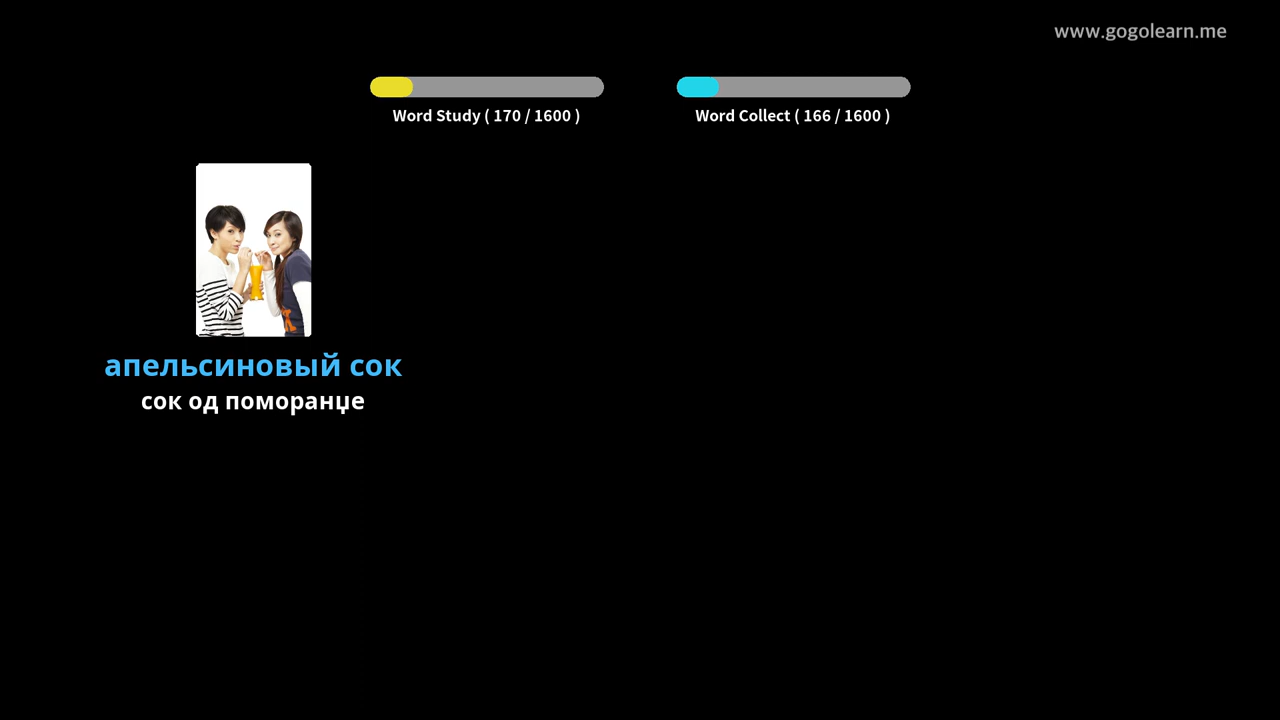 www.gogolearn.me
Word Study ( 170 / 1600 )
Word Collect ( 166 / 1600 )
апельсиновый сок
сок од поморанџе